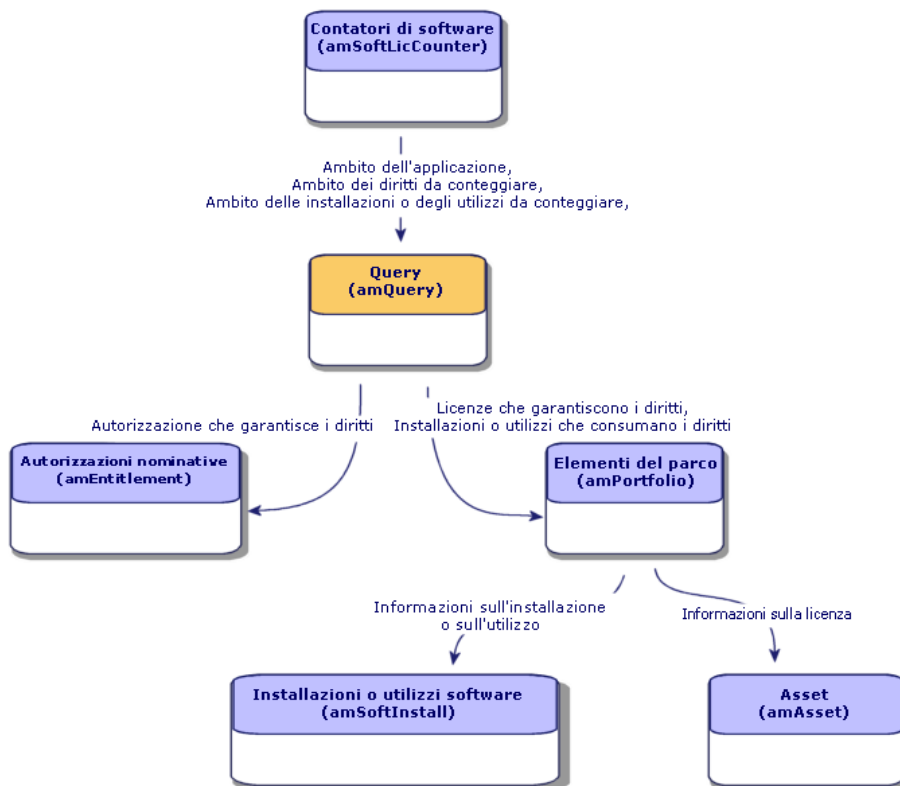 Contatori di software
(amSoftLicCounter)
Ambito dell'applicazione,
Ambito dei diritti da conteggiare,
Ambito delle installazioni o degli utilizzi da conteggiare,
Query
(amQuery)
Autorizzazione che garantisce i diritti
Licenze che garantiscono i diritti,
Installazioni o utilizzi che consumano i diritti
Autorizzazioni nominative
(amEntitlement)
Elementi del parco
(amPortfolio)
Informazioni sull'installazione
o sull'utilizzo
Informazioni sulla licenza
Installazioni o utilizzi software
(amSoftInstall)
Asset
(amAsset)